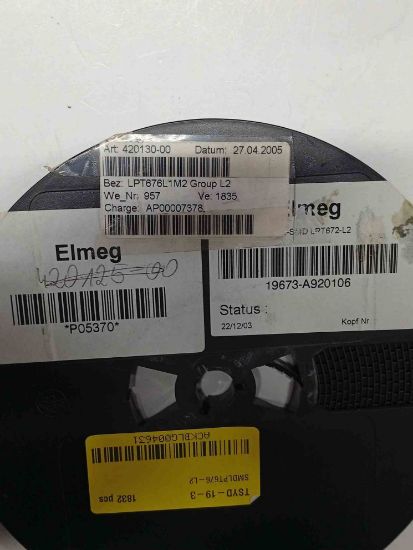 Art: 420130-00 Datum: 27.04.2005
Bez: LPT676L1M2 Group L2
We_Nr: 957 Ve: 1835
Charge: AP00007378
Elmeg
420125-00
*P05370*
Elmeg
-SMD LPT672-L2
19673-A920106
Status :
22/12/03 Kopf Nr
ACKBLG004631
SMDLPT676-L2
TSYD-19-3
1832 pcs